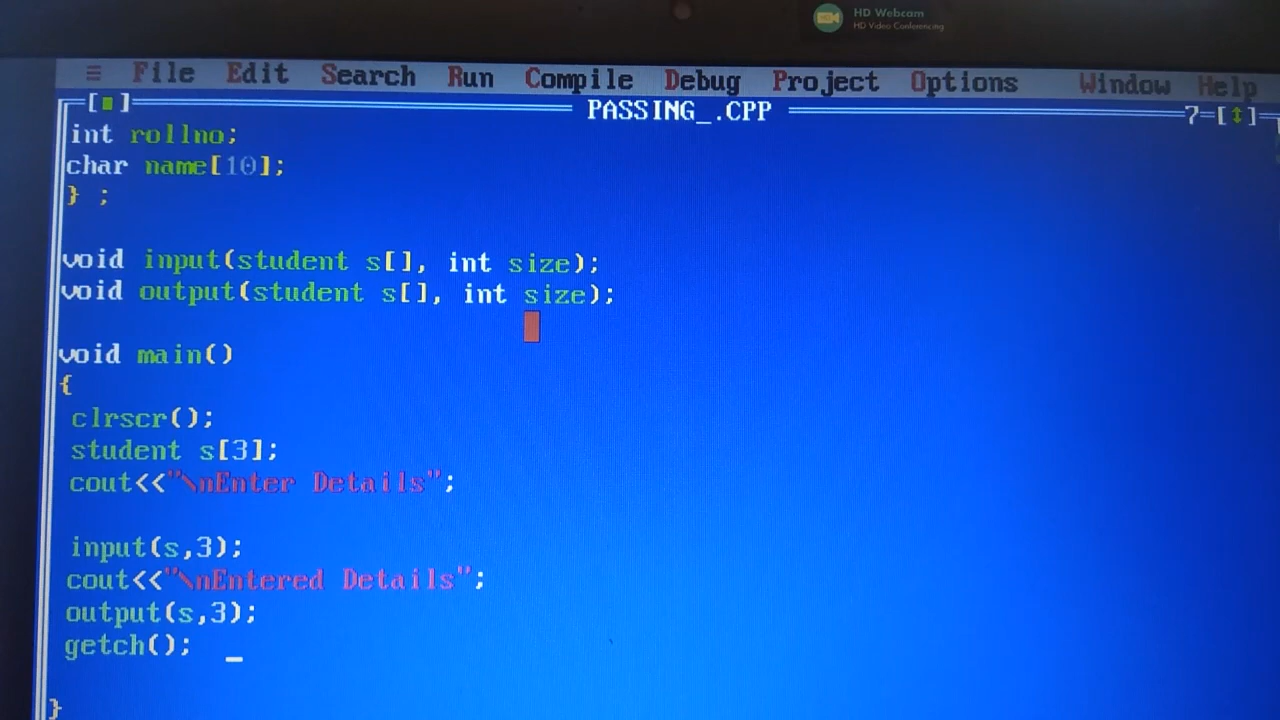 HD Webcam
HD Video Conferencing
≡ File Edit Search Run Compile Debug Project Options Window Help
[■] PASSING_.CPP 7=[↕]
int rollno;
char name[10];
} ;
void input(student s[], int size);
void output(student s[], int size);
void main()
{
clrscr();
student s[3];
cout<<"\nEnter Details";
input(s,3);
cout<<"\nEntered Details";
output(s,3);
getch();
}